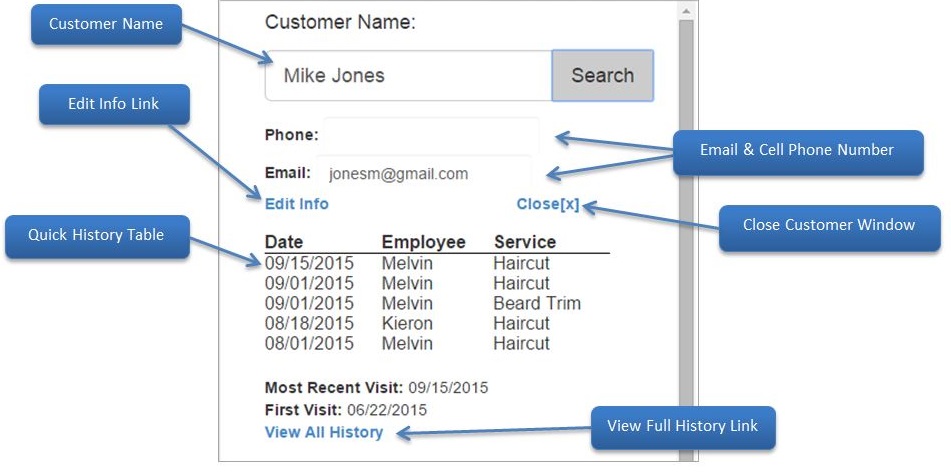 Customer Name
Customer Name:
Mike Jones Search
Edit Info Link
Phone:
Email & Cell Phone Number
Email: jonesm@gmail.com
Edit Info Close[x]
Close Customer Window
Quick History Table
Date Employee Service
09/15/2015 Melvin Haircut
09/01/2015 Melvin Haircut
09/01/2015 Melvin Beard Trim
08/18/2015 Kieron Haircut
08/01/2015 Melvin Haircut
Most Recent Visit: 09/15/2015
First Visit: 06/22/2015
View All History
View Full History Link